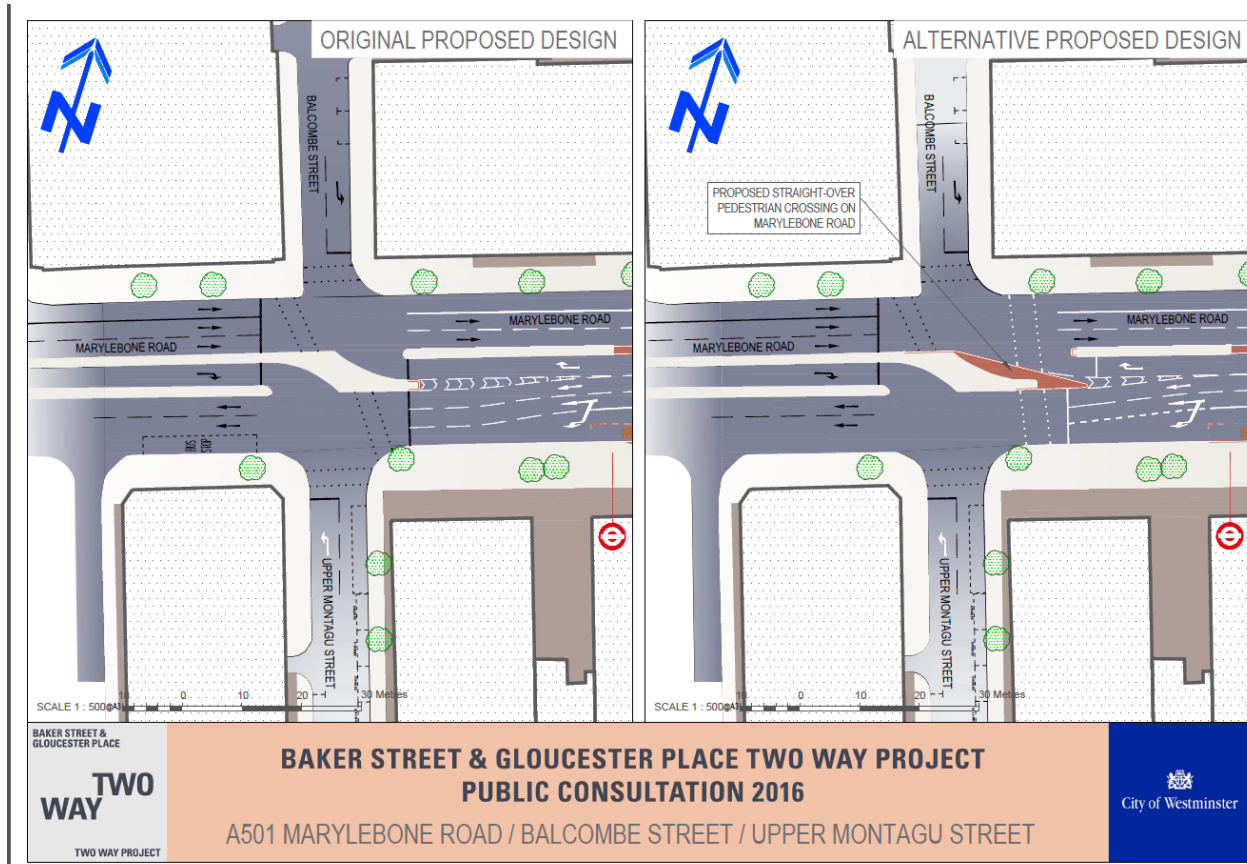 ORIGINAL PROPOSED DESIGN
BALCOMBE STREET
MARYLEBONE ROAD
MARYLEBONE ROAD
BUS
STOP
UPPER MONTAGU STREET
10 0 10 20 30 Metres
SCALE 1 : 500@A3
ALTERNATIVE PROPOSED DESIGN
BALCOMBE STREET
PROPOSED STRAIGHT-OVER
PEDESTRIAN CROSSING ON
MARYLEBONE ROAD
MARYLEBONE ROAD
MARYLEBONE ROAD
UPPER MONTAGU STREET
10 0 10 20 30 Metres
SCALE 1 : 500@A3
BAKER STREET &
GLOUCESTER PLACE
TWO
WAY
TWO WAY PROJECT
BAKER STREET & GLOUCESTER PLACE TWO WAY PROJECT
PUBLIC CONSULTATION 2016
A501 MARYLEBONE ROAD / BALCOMBE STREET / UPPER MONTAGU STREET
City of Westminster